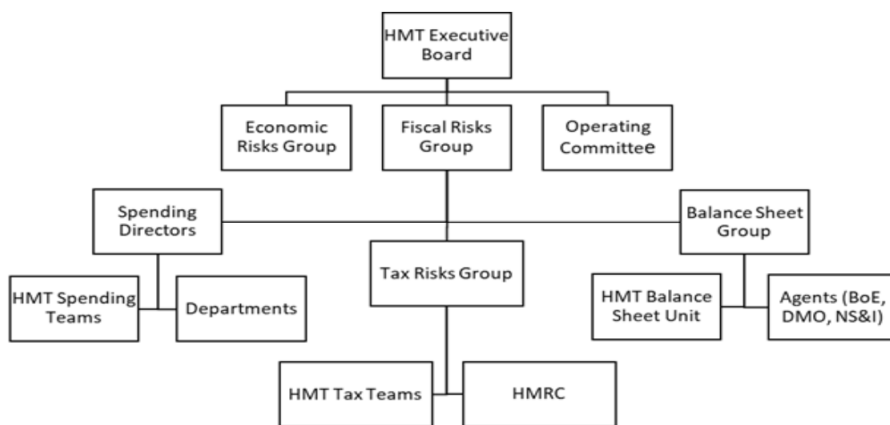 HMT Executive
Board
Economic
Risks Group
Fiscal Risks
Group
Operating
Committee
Spending
Directors
Balance Sheet
Group
Tax Risks Group
HMT Spending
Teams
Departments
HMT Balance
Sheet Unit
Agents (BoE,
DMO, NS&I)
HMT Tax Teams
HMRC